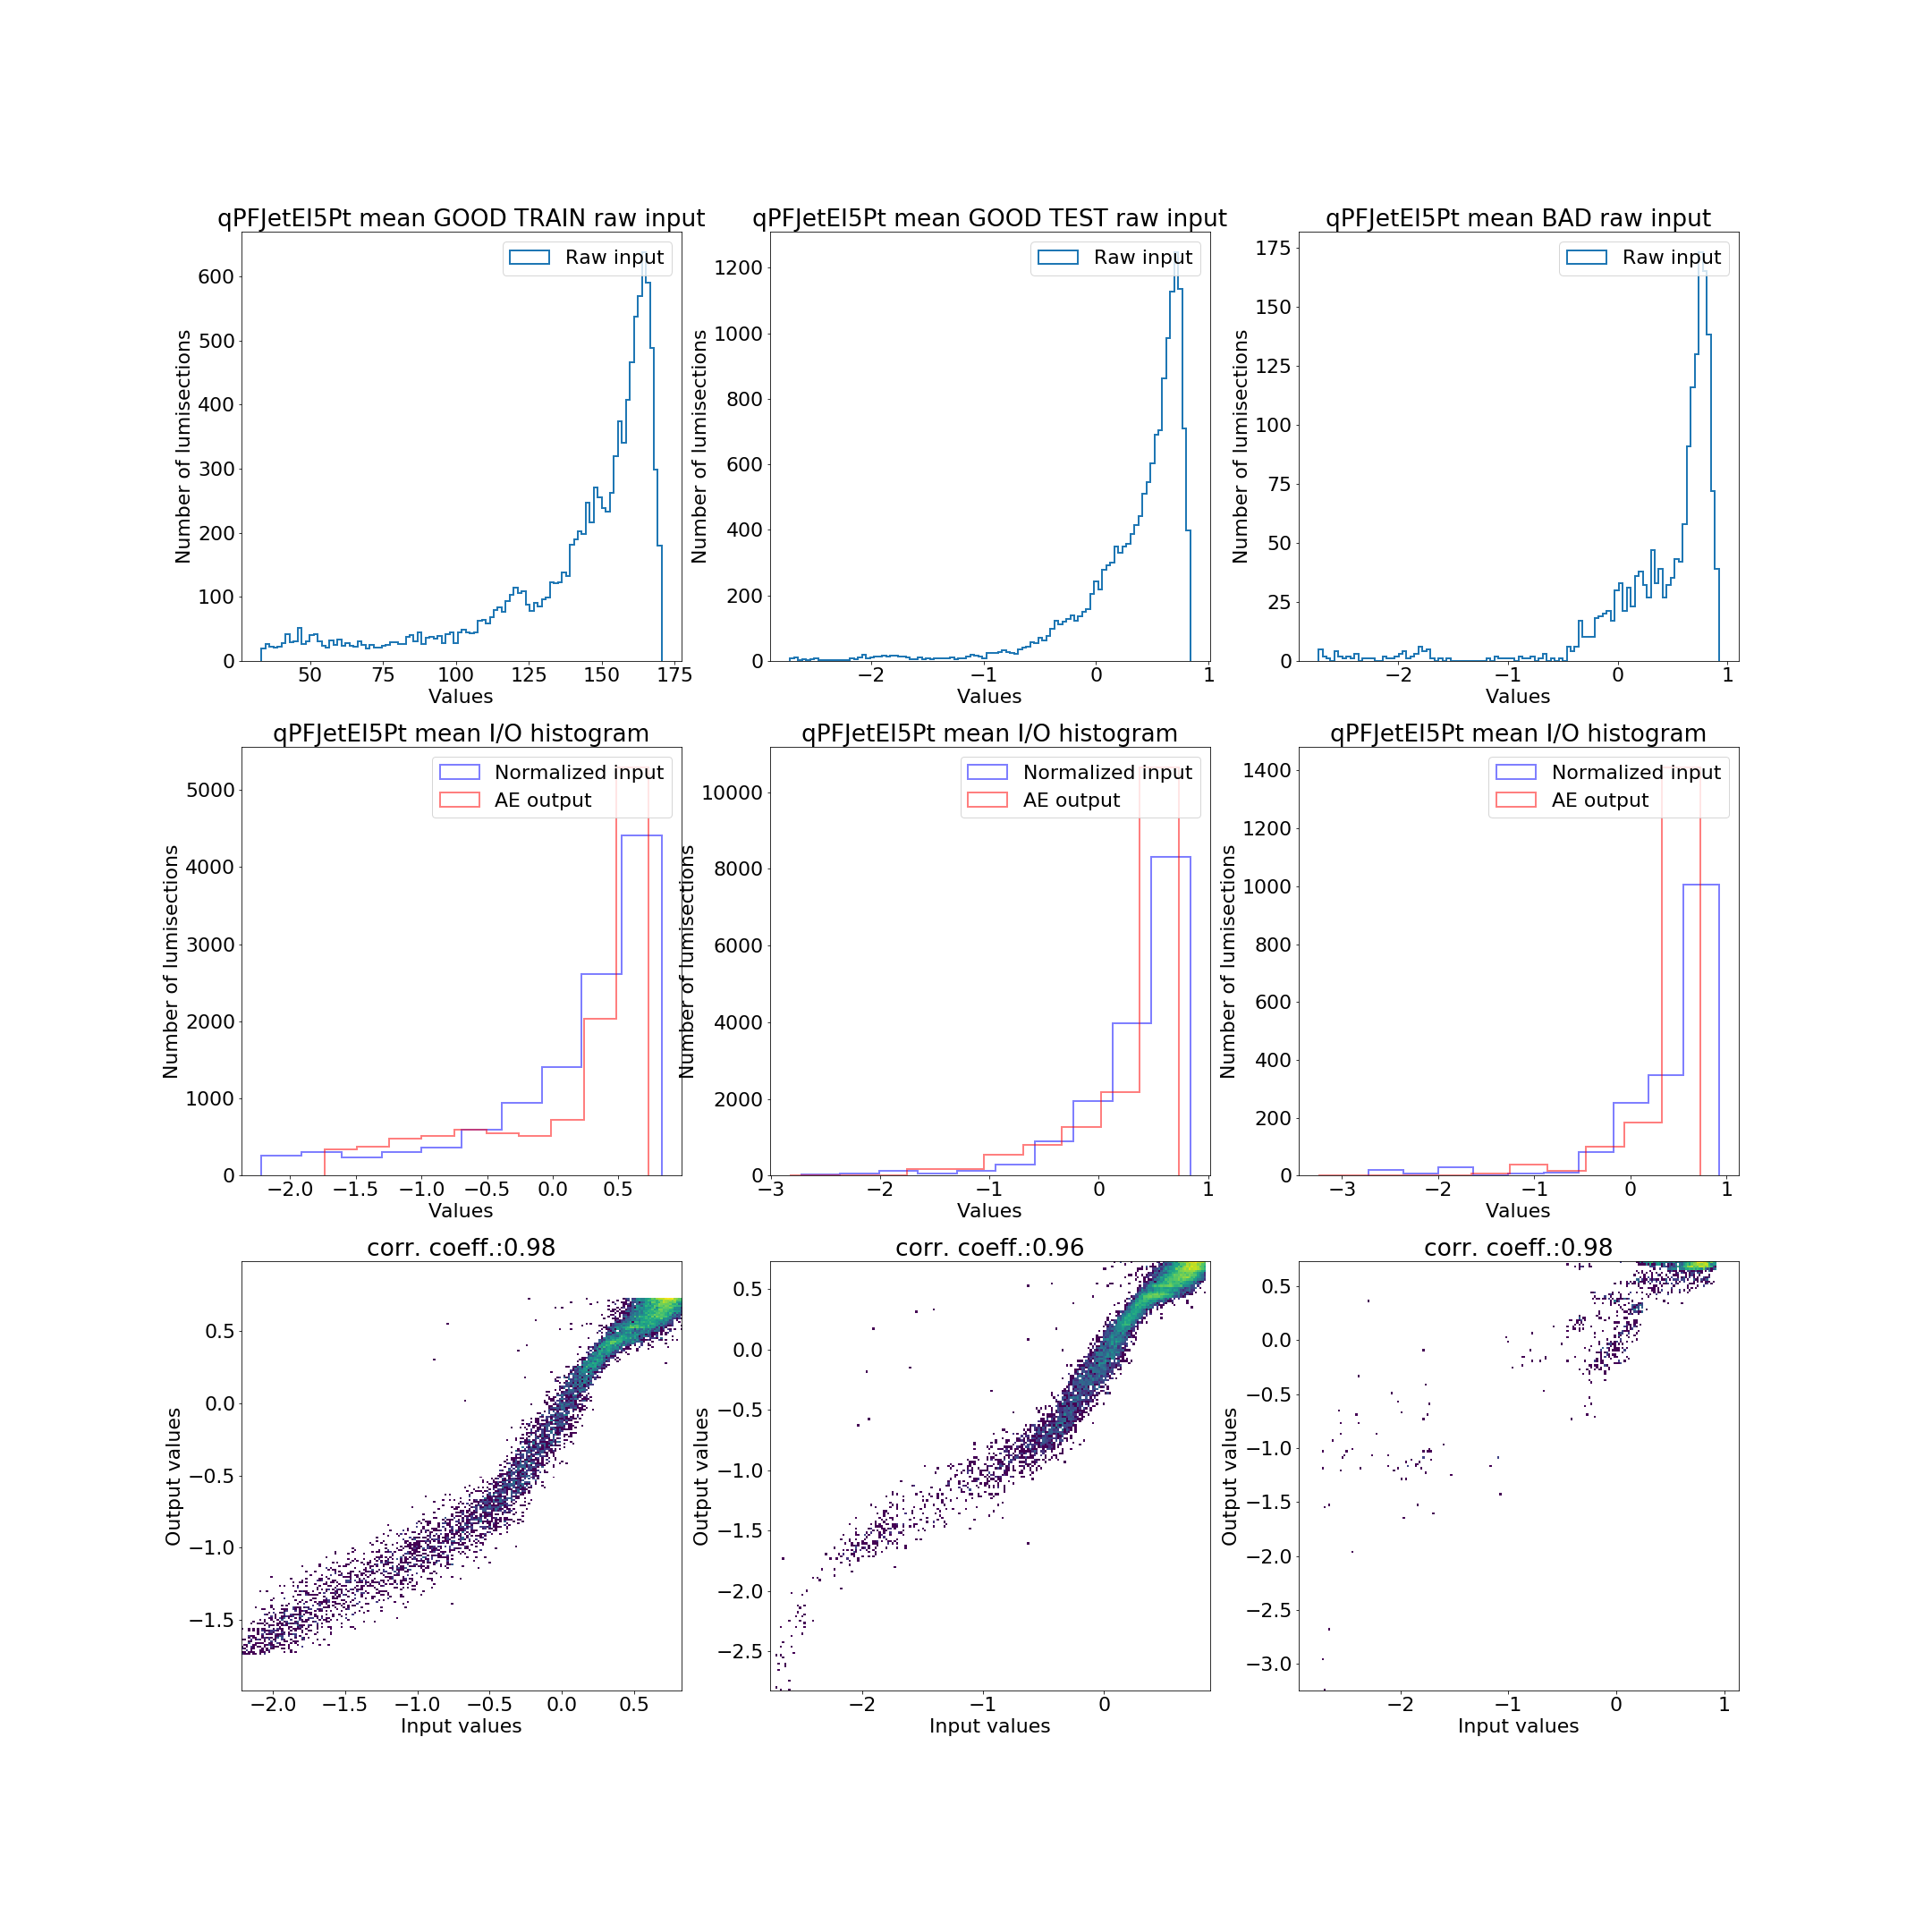 qPFJetEI5Pt mean GOOD TRAIN raw input
Raw input
600
500
400
300
200
100
0
Number of lumisections
50 75 100 125 150 175
Values
qPFJetEI5Pt mean GOOD TEST raw input
Raw input
1200
1000
800
600
400
200
0
Number of lumisections
−2 −1 0 1
Values
qPFJetEI5Pt mean BAD raw input
Raw input
175
150
125
100
75
50
25
0
Number of lumisections
−2 −1 0 1
Values
qPFJetEI5Pt mean I/O histogram
Normalized input
AE output
5000
4000
3000
2000
1000
0
Number of lumisections
−2.0 −1.5 −1.0 −0.5 0.0 0.5
Values
qPFJetEI5Pt mean I/O histogram
Normalized input
AE output
10000
8000
6000
4000
2000
0
Number of lumisections
−3 −2 −1 0 1
Values
qPFJetEI5Pt mean I/O histogram
Normalized input
AE output
1400
1200
1000
800
600
400
200
0
Number of lumisections
−3 −2 −1 0 1
Values
corr. coeff.:0.98
0.5
0.0
−0.5
−1.0
−1.5
Output values
−2.0 −1.5 −1.0 −0.5 0.0 0.5
Input values
corr. coeff.:0.96
0.5
0.0
−0.5
−1.0
−1.5
−2.0
−2.5
Output values
−2 −1 0
Input values
corr. coeff.:0.98
0.5
0.0
−0.5
−1.0
−1.5
−2.0
−2.5
−3.0
Output values
−2 −1 0 1
Input values